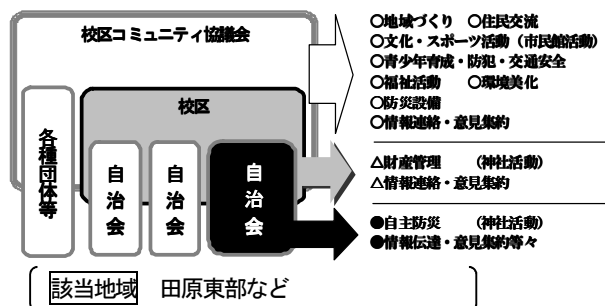 校区コミュニティ協議会
校区
各種団体等
自治会
自治会
自治会
○地域づくり ○住民交流
○文化・スポーツ活動（市民館活動）
○青少年育成・防犯・交通安全
○福祉活動 ○環境美化
○防災設備
○情報連絡・意見集約
△財産管理 （神社活動）
△情報連絡・意見集約
●自主防災 （神社活動）
●情報伝達・意見集約等々
該当地域 田原東部など